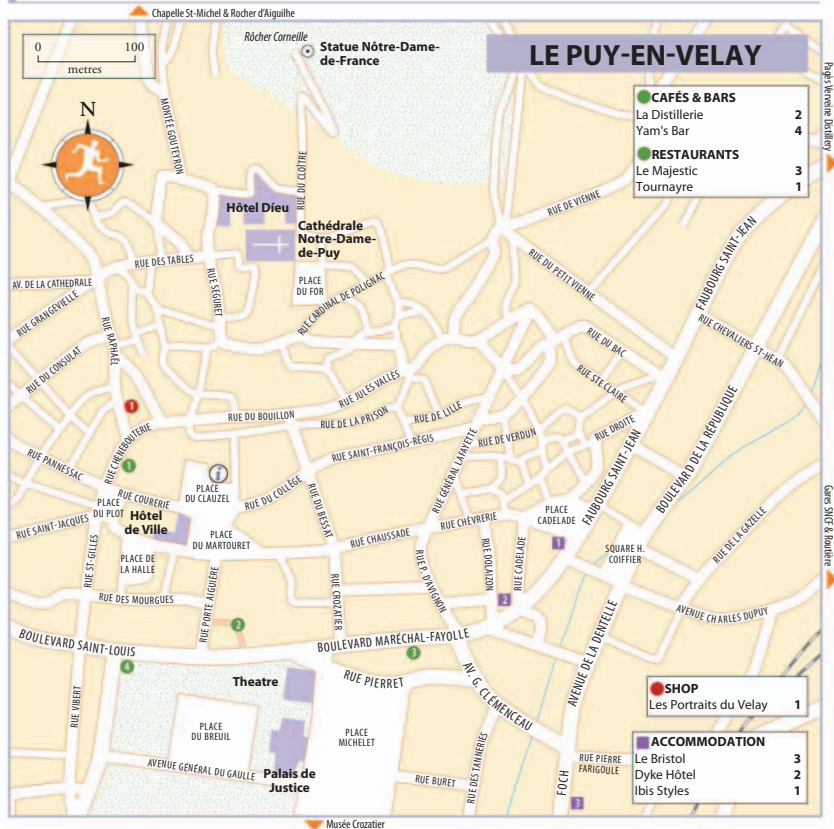 Chapelle St-Michel & Rocher d'Aiguilhe
0 100
metres
Rôcher Corneille
Statue Nôtre-Dame-
de-France
LE PUY-EN-VELAY
Pagès Verveine Distillery
CAFÉS & BARS
La Distillerie 2
Yam's Bar 4
RESTAURANTS
Le Majestic 3
Tournayre 1
N
MONTÉE GOUTEYRON
RUE DU CLOÎTRE
Hôtel Dieu
Cathédrale
Notre-Dame-
de-Puy
RUE DE VIENNE
FAUBOURG SAINT-JEAN
RUE DES TABLES
RUE SEGURET
PLACE
DU FOR
RUE CARDINAL DE POLIGNAC
RUE DU PETIT VIENNE
AV. DE LA CATHEDRALE
RUE GRANGEVIELLE
RUE RAPHAËL
RUE DU CONSULAT
RUE DU BAC
RUE CHEVALIERS ST-HEAN
RUE STE CLAIRE
RUE JULES VALLÈS
1
RUE DU BOUILLON
RUE DE LA PRISON
RUE DE LILLE
BOULEVARD DE LA RÉPUBLIQUE
RUE CHÊNEBOUTERIE
RUE SAINT-FRANÇOIS-RÉGIS
RUE DE VERDUN
RUE DROITE
RUE PANNESSAC
1
i
PLACE
DU CLAUZEL
RUE DU COLLÈGE
RUE DU BESSAT
RUE GÉNÉRAL LAFAYETTE
FAUBOURG SAINT-JEAN
Gares SNCF & Routière
RUE COURERIE
PLACE
DU PLOT
Hôtel
de Ville
RUE SAINT-JACQUES
PLACE
DU MARTOURET
RUE CHAUSSADE
RUE CHÈVRERIE
PLACE
CADELADE
RUE DE LA GAZELLE
PLACE DE
LA HALLE
RUE ST-GILLES
RUE DOLAIZON
RUE CADELADE
1
SQUARE H.
COIFFIER
RUE P. D'AVIGNON
RUE CROZATIER
RUE PORTE AIGUIÈRE
RUE DES MOURGUES
2
AVENUE CHARLES DUPUY
2
BOULEVARD SAINT-LOUIS
BOULEVARD MARÉCHAL-FAYOLLE
3
AVENUE DE LA DENTELLE
4
RUE PIERRET
AV. G. CLÉMENCEAU
Theatre
RUE VIBERT
PLACE
DU BREUIL
PLACE
MICHELET
SHOP
Les Portraits du Velay 1
AVENUE GÉNÉRAL DU GAULLE
Palais de
Justice
RUE BURET
RUE DES TANNERIES
RUE PIERRE
FARIGOULE
FOCH
3
ACCOMMODATION
Le Bristol 3
Dyke Hôtel 2
Ibis Styles 1
Musée Crozatier